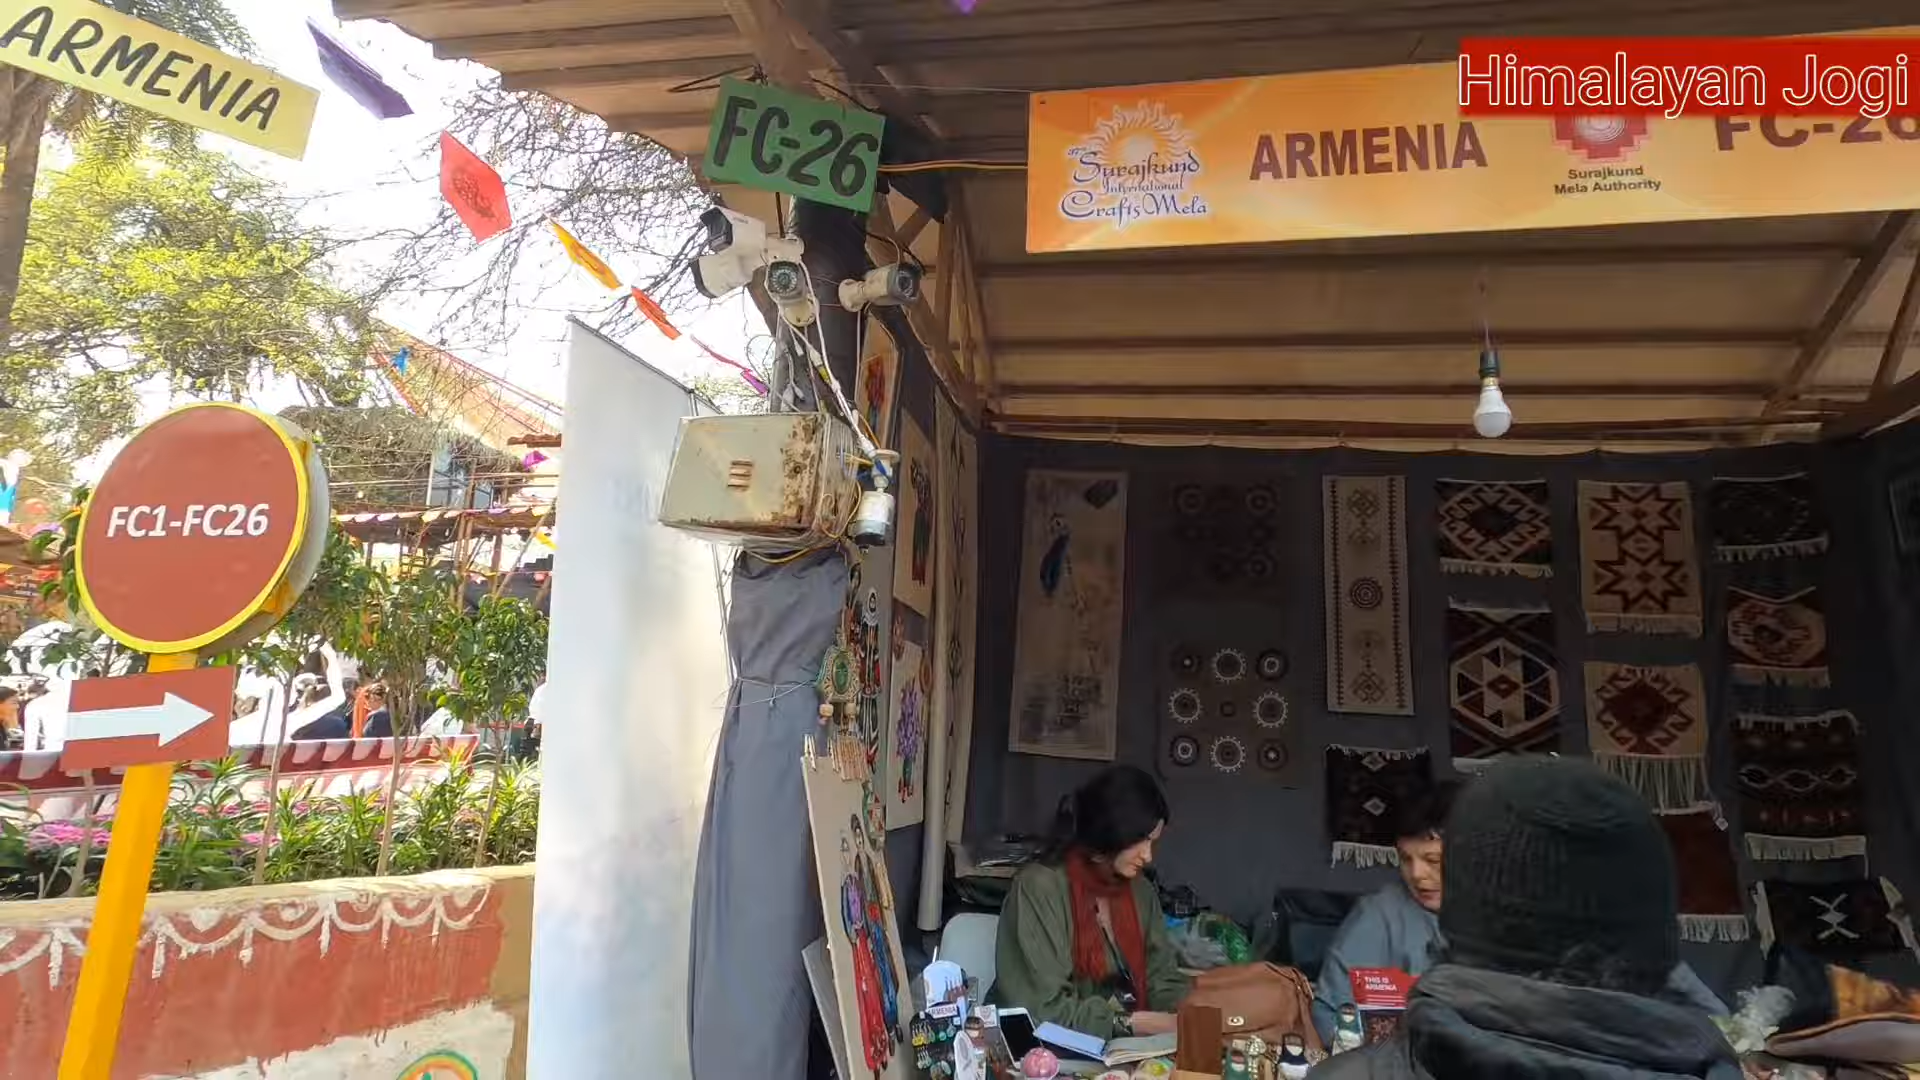 ARMENIA
FC-26
Himalayan Jogi
37th
Surajkund
International
Crafts Mela
ARMENIA
Surajkund
Mela Authority
FC-26
FC1-FC26
THIS IS
ARMENIA
ARMENIA